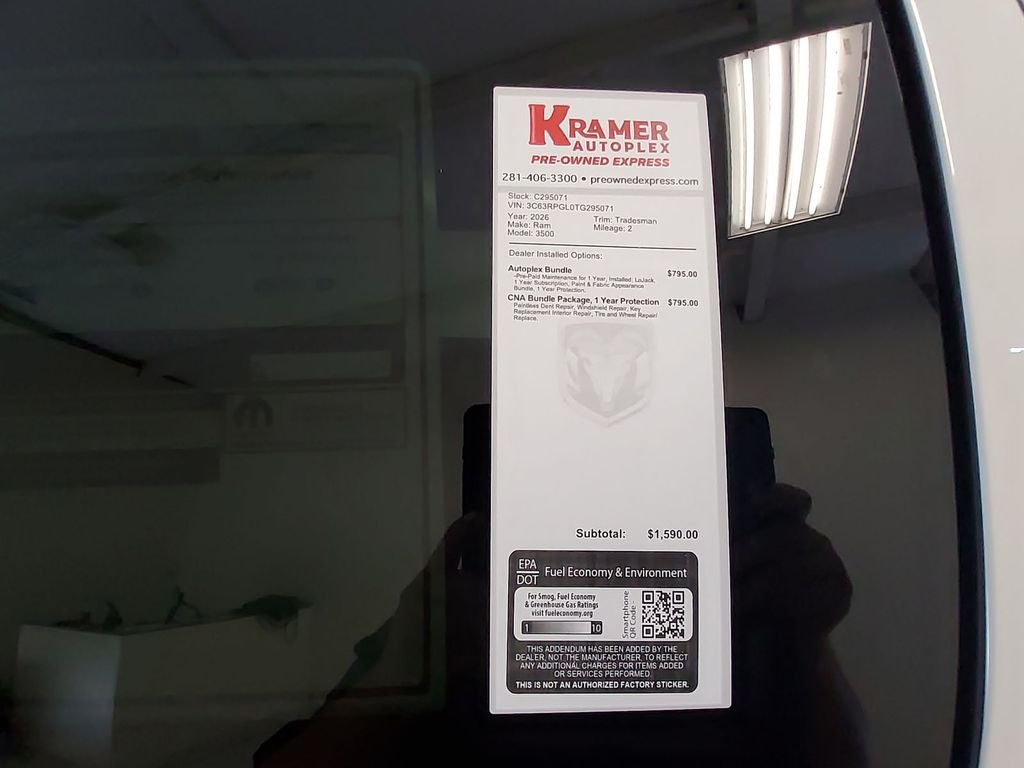 KRAMER
AUTOPLEX
PRE-OWNED EXPRESS
281-406-3300 • preownedexpress.com
Stock: C295071
VIN: 3C63RPGL0TG295071
Year: 2026 Trim: Tradesman
Make: Ram Mileage: 2
Model: 3500
Dealer Installed Options:
Autoplex Bundle $795.00
-Pre-Paid Maintenance for 1 Year, Installed: LoJack,
1 Year Subscription, Paint & Fabric Appearance
Bundle, 1 Year Protection.
CNA Bundle Package, 1 Year Protection $795.00
Paintless Dent Repair, Windshield Repair, Key
Replacement Interior Repair, Tire and Wheel Repair/
Replace.
Subtotal: $1,590.00
EPA
DOT Fuel Economy & Environment
For Smog, Fuel Economy
& Greenhouse Gas Ratings
visit fueleconomy.org
1 10
Smartphone
QR Code -
THIS ADDENDUM HAS BEEN ADDED BY THE
DEALER, NOT THE MANUFACTURER, TO REFLECT
ANY ADDITIONAL CHARGES FOR ITEMS ADDED
OR SERVICES PERFORMED.
THIS IS NOT AN AUTHORIZED FACTORY STICKER.